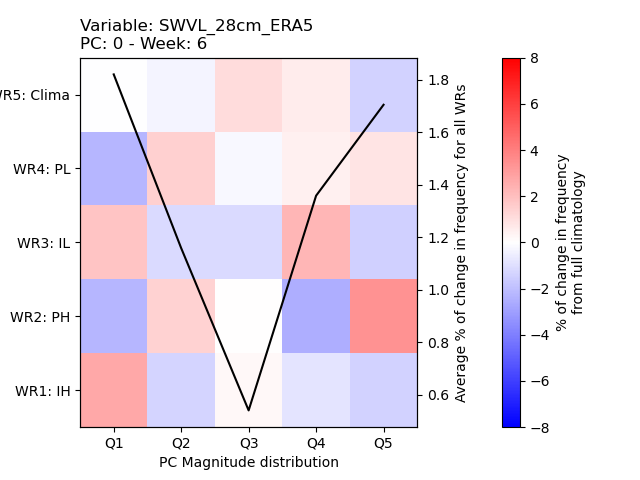 Variable: SWVL_28cm_ERA5
PC: 0 - Week: 6
WR5: Clima
WR4: PL
WR3: IL
WR2: PH
WR1: IH
Q1 Q2 Q3 Q4 Q5
PC Magnitude distribution
1.8
1.6
1.4
1.2
1.0
0.8
0.6
Average % of change in frequency for all WRs
8
6
4
2
0
−2
−4
−6
−8
% of change in frequency
from full climatology